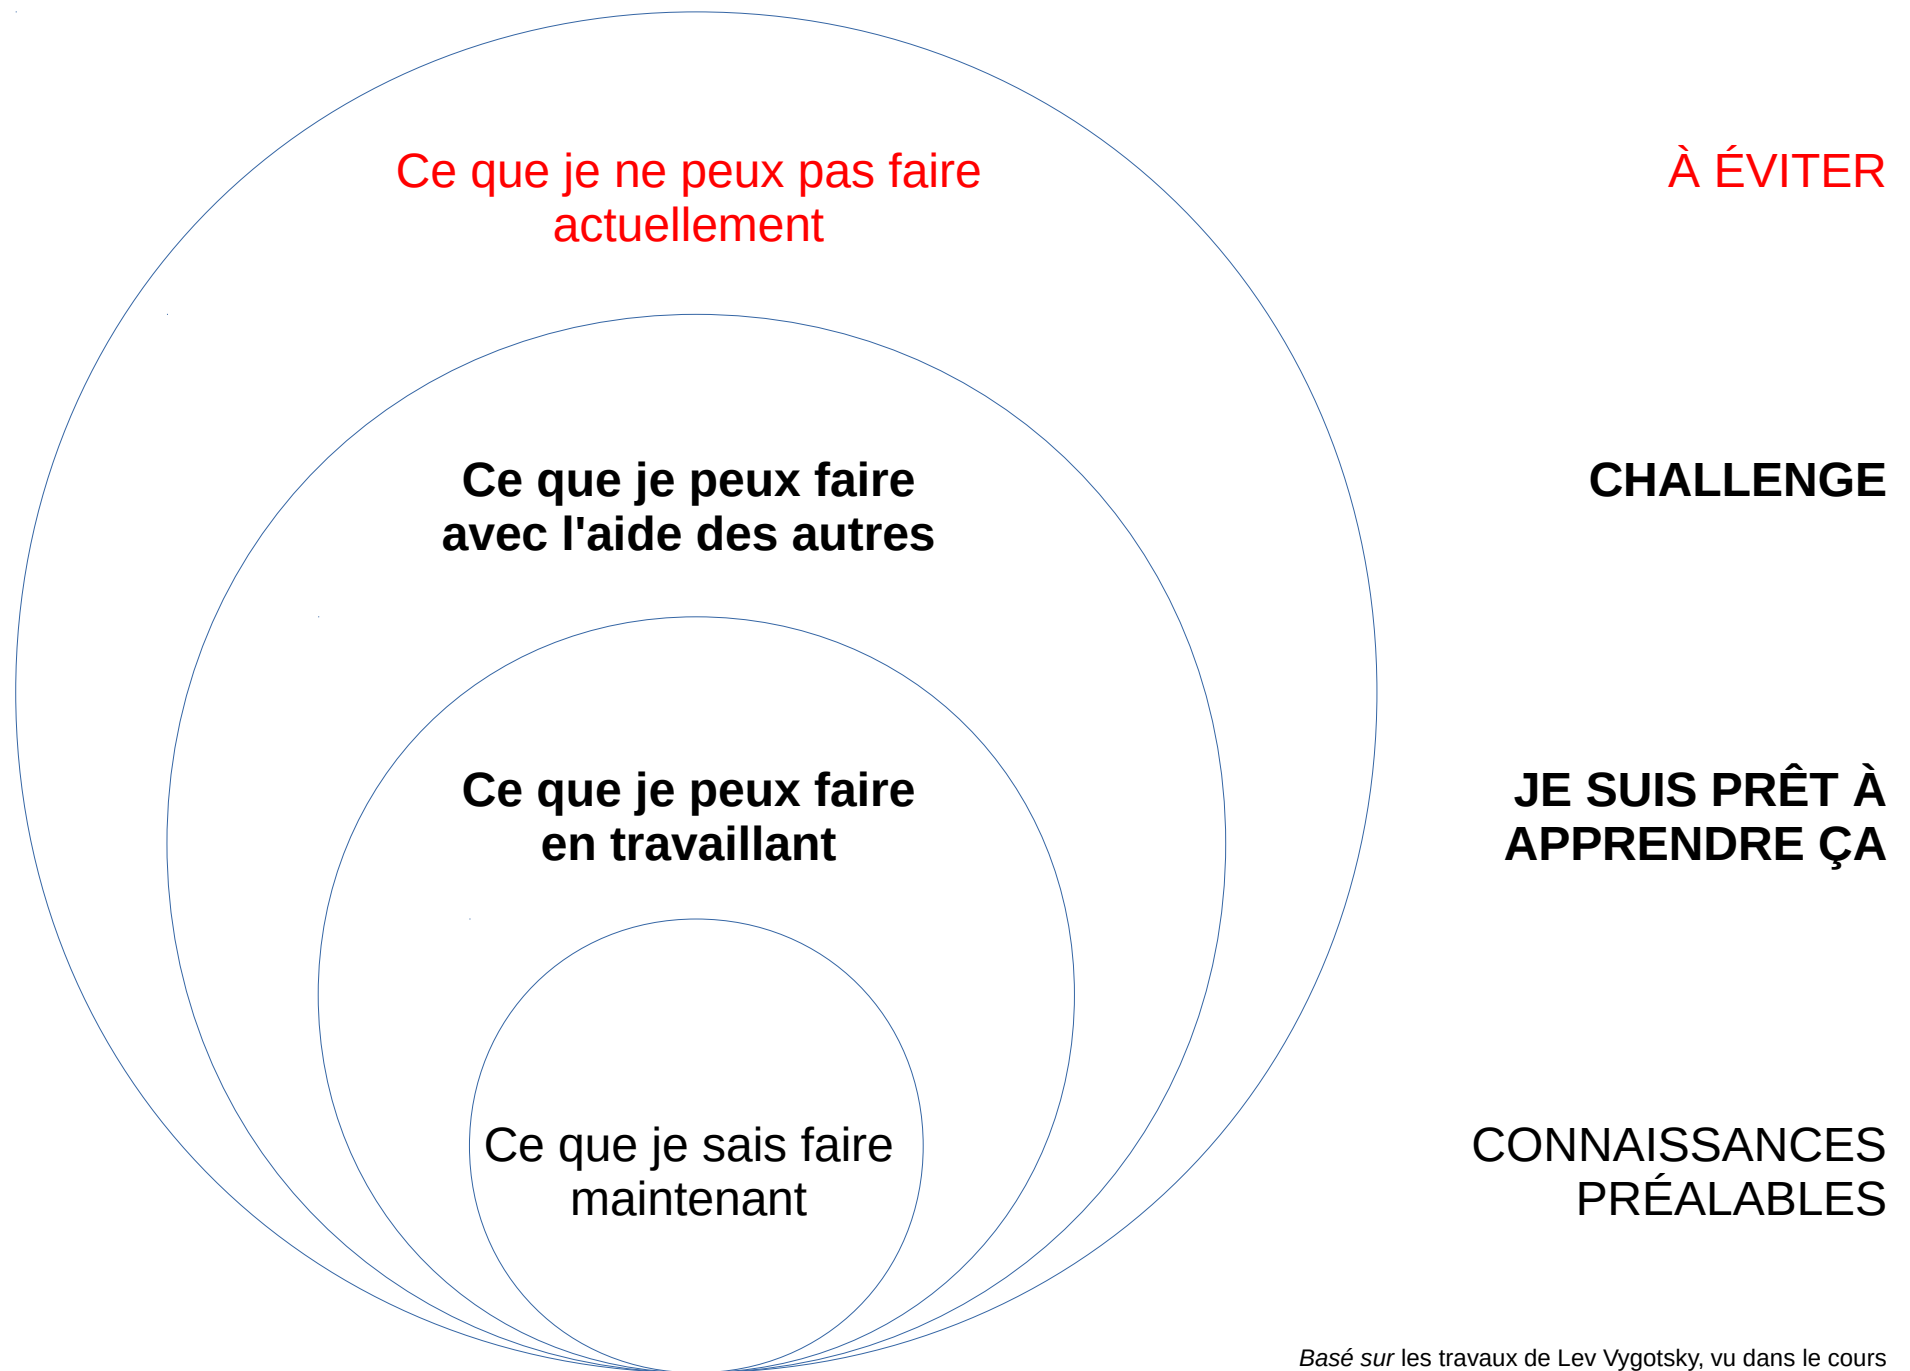 Ce que je ne peux pas faire
actuellement
À ÉVITER
Ce que je peux faire
avec l'aide des autres
CHALLENGE
Ce que je peux faire
en travaillant
JE SUIS PRÊT À
APPRENDRE ÇA
Ce que je sais faire
maintenant
CONNAISSANCES
PRÉALABLES
Basé sur les travaux de Lev Vygotsky, vu dans le cours